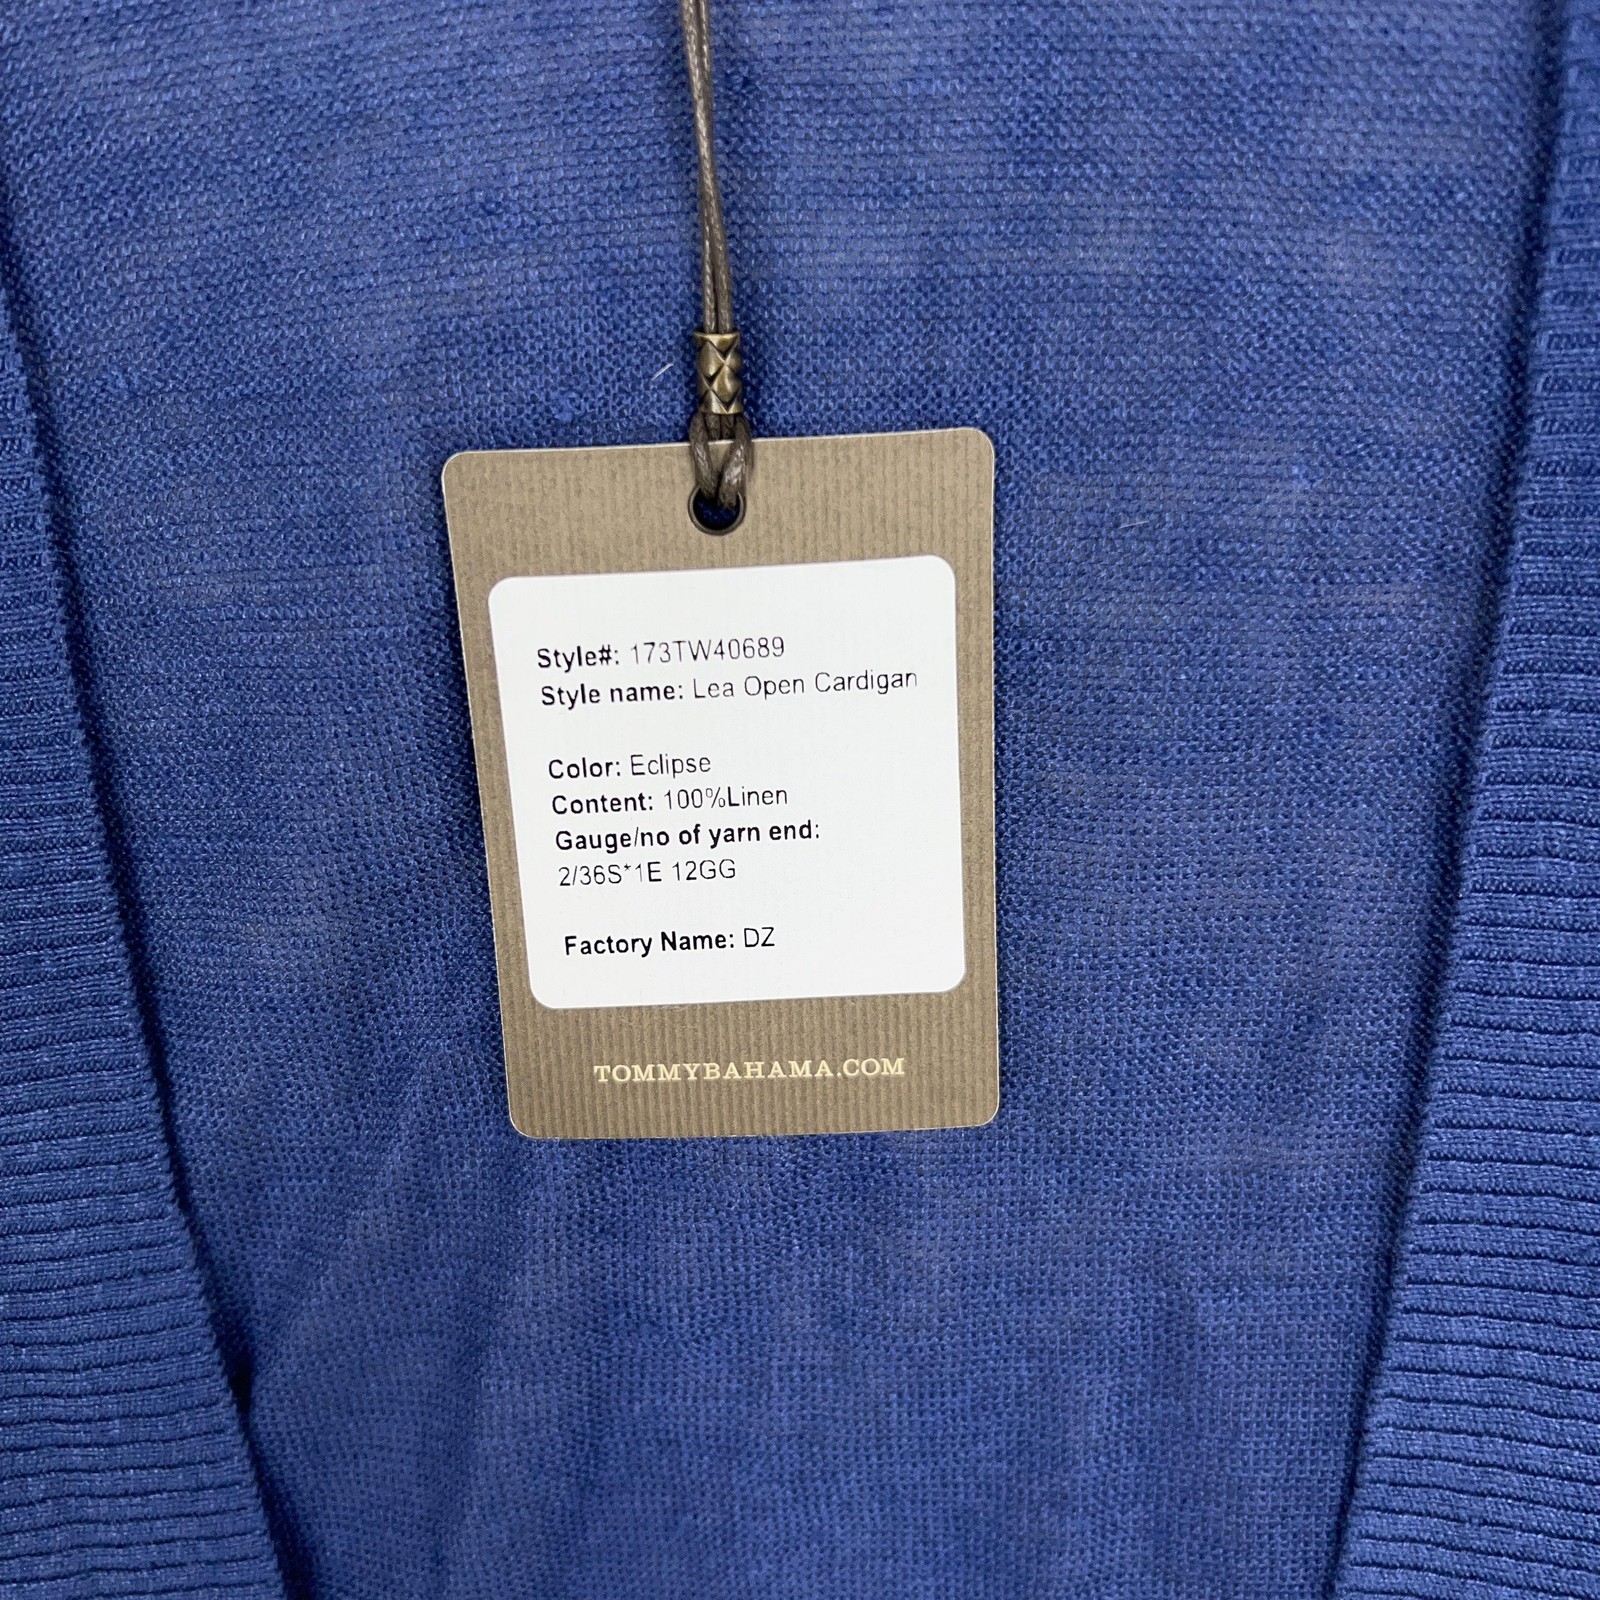 Style#: 173TW40689
Style name: Lea Open Cardigan
Color: Eclipse
Content: 100%Linen
Gauge/no of yarn end:
2/36S*1E 12GG
Factory Name: DZ
TOMMYBAHAMA.COM